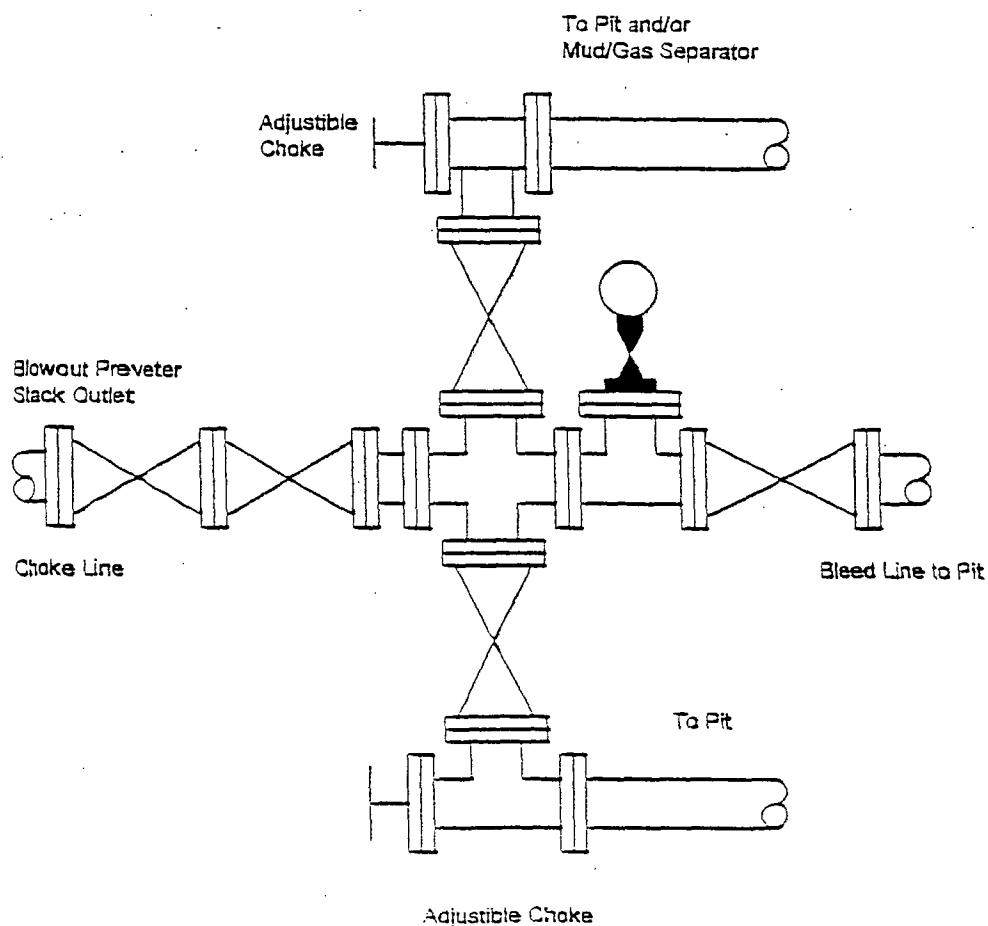 To Pit and/or
Mud/Gas Separator
Adjustible
Choke
Blowout Preveter
Stack Outlet
Choke Line
Bleed Line to Pit
To Pit
Adjustible Choke